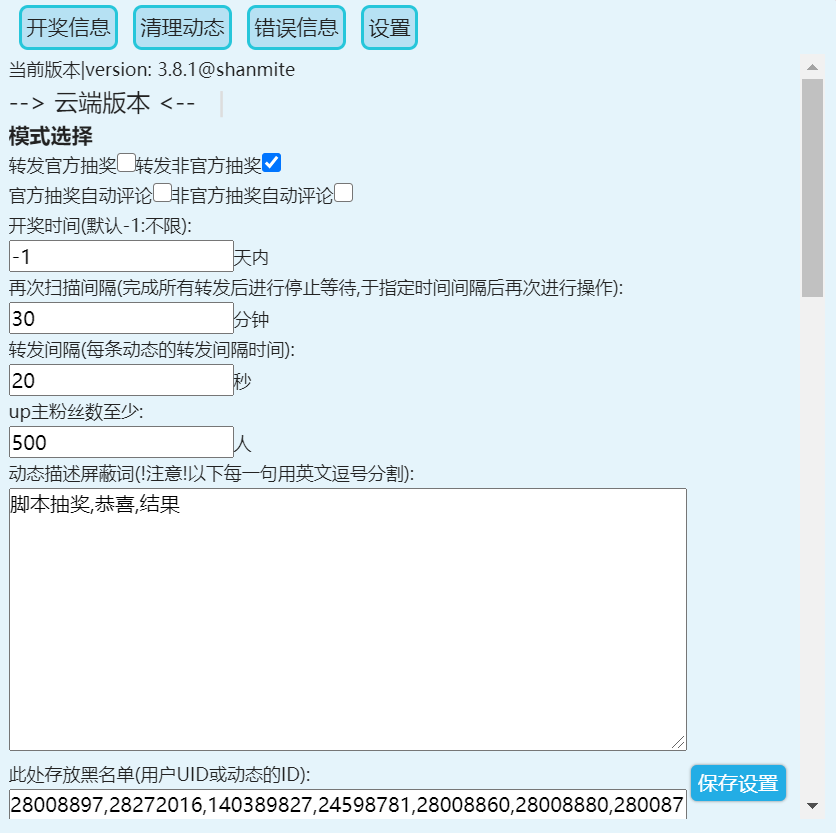 开奖信息 清理动态 错误信息 设置
当前版本|version: 3.8.1@shanmite
--> 云端版本 <--
模式选择
转发官方抽奖 转发非官方抽奖
官方抽奖自动评论 非官方抽奖自动评论
开奖时间(默认-1:不限):
-1 天内
再次扫描间隔(完成所有转发后进行停止等待,于指定时间间隔后再次进行操作):
30 分钟
转发间隔(每条动态的转发间隔时间):
20 秒
up主粉丝数至少:
500 人
动态描述屏蔽词(!注意!以下每一句用英文逗号分割):
脚本抽奖,恭喜,结果
此处存放黑名单(用户UID或动态的ID):
保存设置
28008897,28272016,140389827,24598781,28008860,28008880,280087